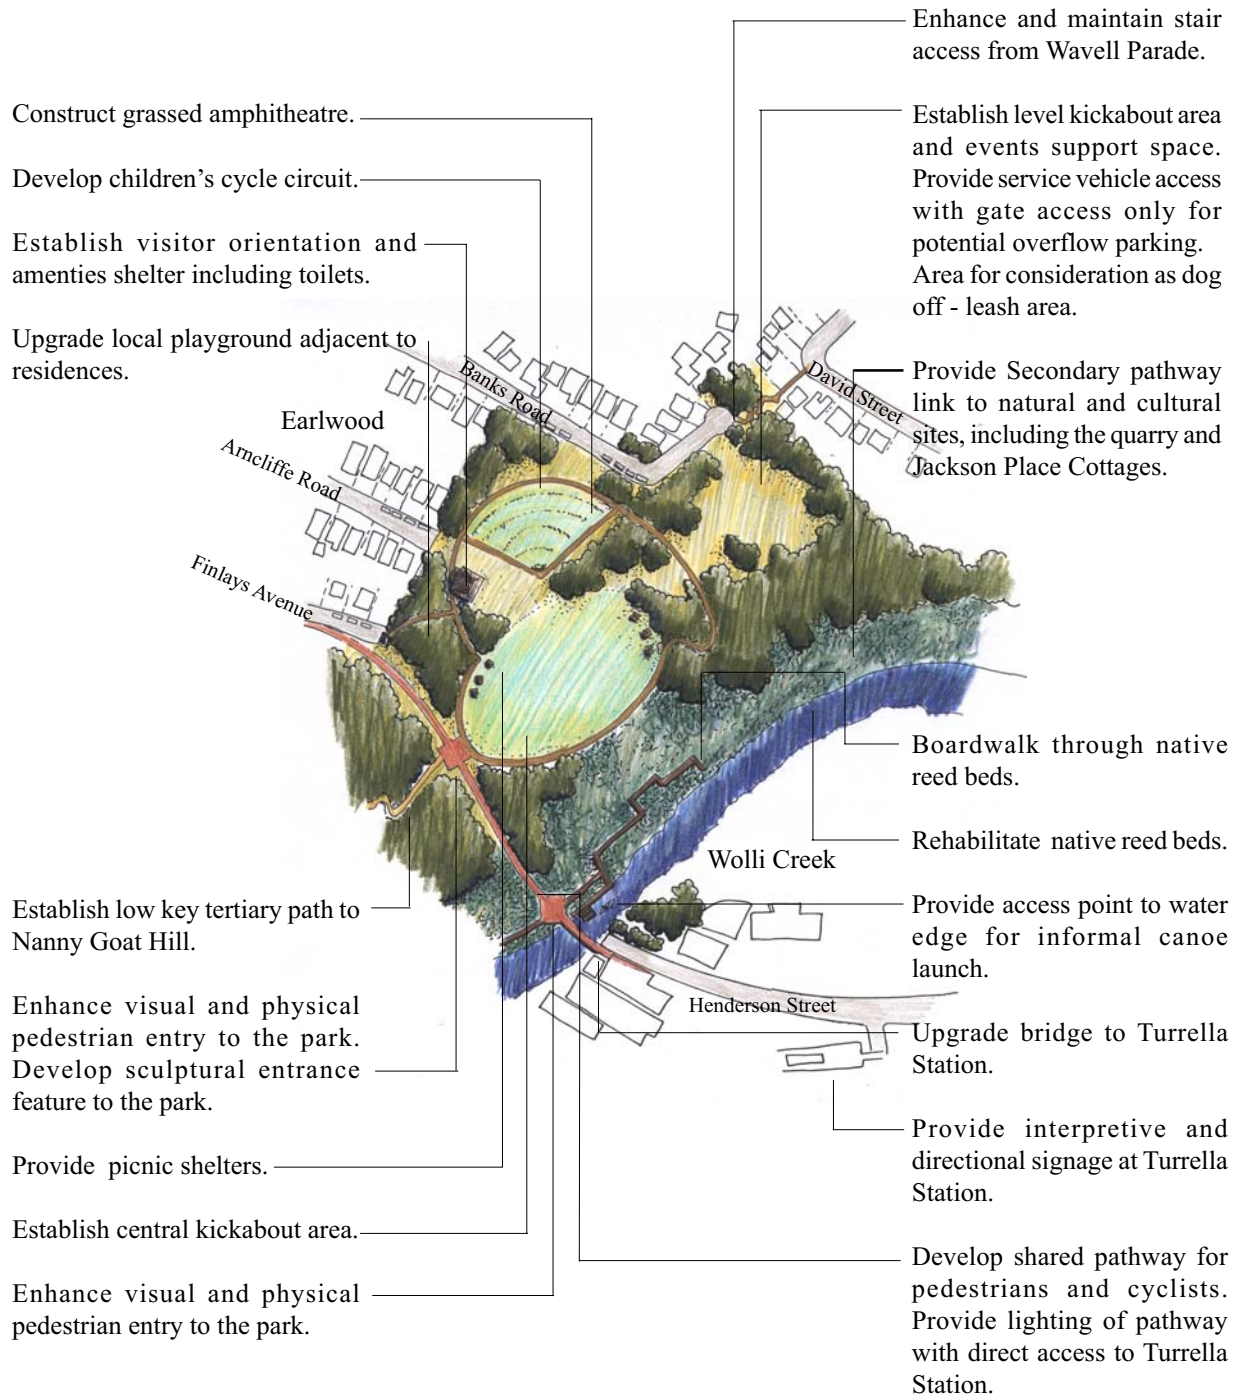 Construct grassed amphitheatre.
Develop children's cycle circuit.
Establish visitor orientation and
amenities shelter including toilets.
Upgrade local playground adjacent to
residences.
Enhance and maintain stair
access from Wavell Parade.
Establish level kickabout area
and events support space.
Provide service vehicle access
with gate access only for
potential overflow parking.
Area for consideration as dog
off - leash area.
Provide Secondary pathway
link to natural and cultural
sites, including the quarry and
Jackson Place Cottages.
Banks Road
David Street
Earlwood
Arncliffe Road
Finlays Avenue
Boardwalk through native
reed beds.
Rehabilitate native reed beds.
Wolli Creek
Provide access point to water
edge for informal canoe
launch.
Henderson Street
Upgrade bridge to Turrella
Station.
Provide interpretive and
directional signage at Turrella
Station.
Develop shared pathway for
pedestrians and cyclists.
Provide lighting of pathway
with direct access to Turrella
Station.
Establish low key tertiary path to
Nanny Goat Hill.
Enhance visual and physical
pedestrian entry to the park.
Develop sculptural entrance
feature to the park.
Provide picnic shelters.
Establish central kickabout area.
Enhance visual and physical
pedestrian entry to the park.